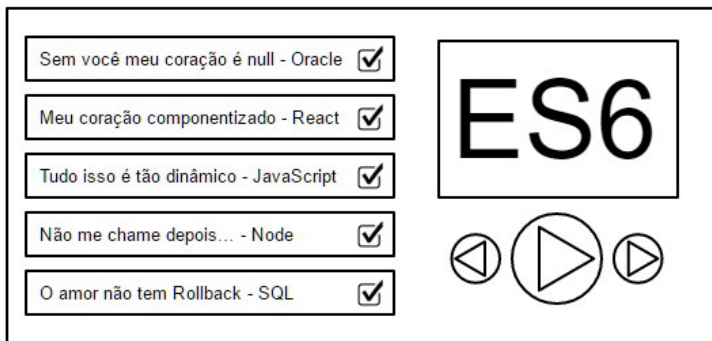 Sem você meu coração é null - Oracle
Meu coração componentizado - React
Tudo isso é tão dinâmico - JavaScript
Não me chame depois... - Node
O amor não tem Rollback - SQL
ES6